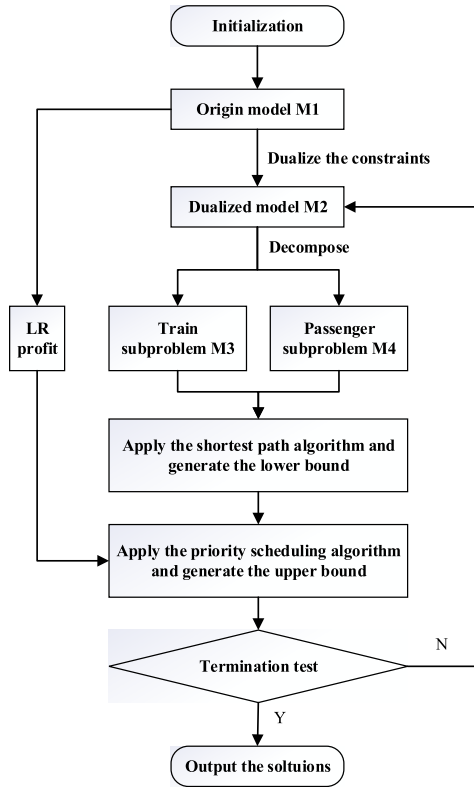 Initialization
Origin model M1
Dualize the constraints
Dualized model M2
Decompose
LR
profit
Train
subproblem M3
Passenger
subproblem M4
Apply the shortest path algorithm and
generate the lower bound
Apply the priority scheduling algorithm
and generate the upper bound
Termination test
N
Y
Output the soltuions